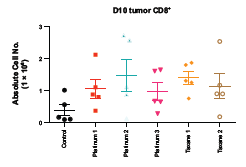 D10 tumor CD8⁺
Absolute Cell No.
(1 × 10⁴)
3
2
1
0
Control
Platinum 1
Platinum 2
Platinum 3
Taxane 1
Taxane 2